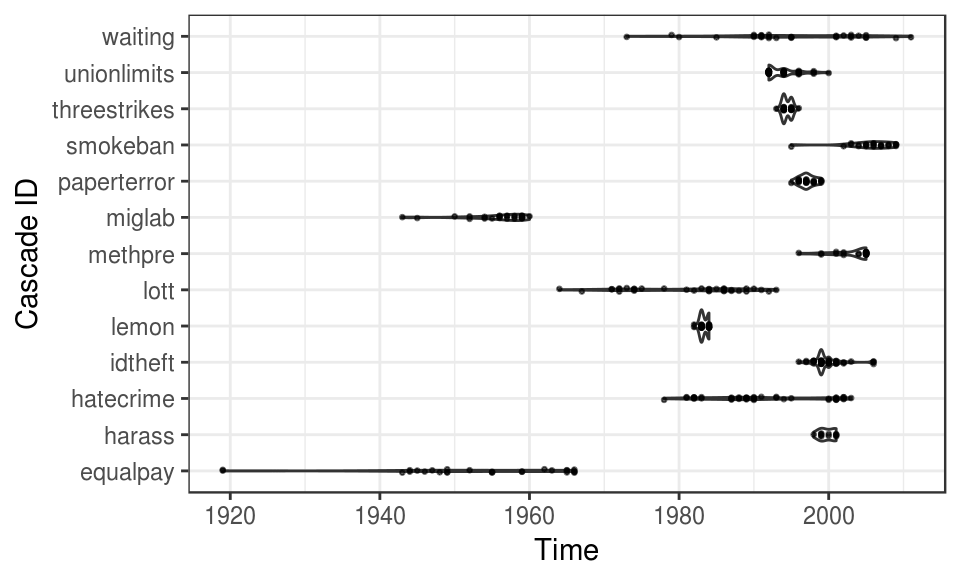 waiting
unionlimits
threestrikes
smokeban
paperterror
miglab
methpre
lott
lemon
idtheft
hatecrime
harass
equalpay
Cascade ID
1920 1940 1960 1980 2000
Time